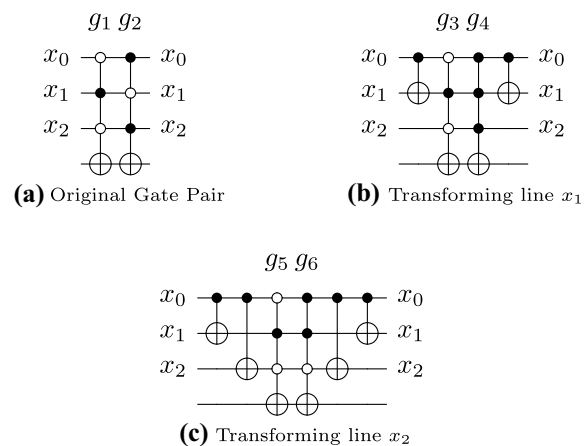 g₁ g₂
x₀ x₀
x₁ x₁
x₂ x₂
(a) Original Gate Pair
g₃ g₄
x₀ x₀
x₁ x₁
x₂ x₂
(b) Transforming line x₁
g₅ g₆
x₀ x₀
x₁ x₁
x₂ x₂
(c) Transforming line x₂